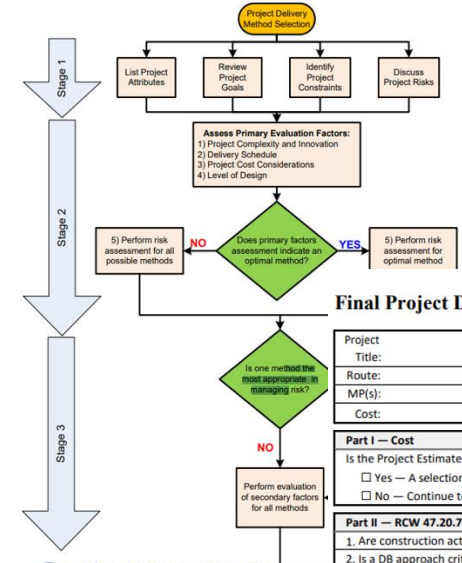 Project Delivery
Method Selection
Stage 1
List Project
Attributes
Review
Project
Goals
Identify
Project
Constraints
Discuss
Project Risks
Assess Primary Evaluation Factors:
1) Project Complexity and Innovation
2) Delivery Schedule
3) Project Cost Considerations
4) Level of Design
Stage 2
5) Perform risk
assessment for all
possible methods
NO
Does primary factors
assessment indicate an
optimal method?
YES
5) Perform risk
assessment for
optimal method
Final Project D
Project
Title:
Route:
MP(s):
Cost:
Is one method the
most appropriate in
managing risk?
Part I — Cost
Is the Project Estimate
☐ Yes — A selection
☐ No — Continue t
Part II — RCW 47.20.7
1. Are construction act
2. Is a DB approach crit
Stage 3
NO
Perform evaluation
of secondary factors
for all methods